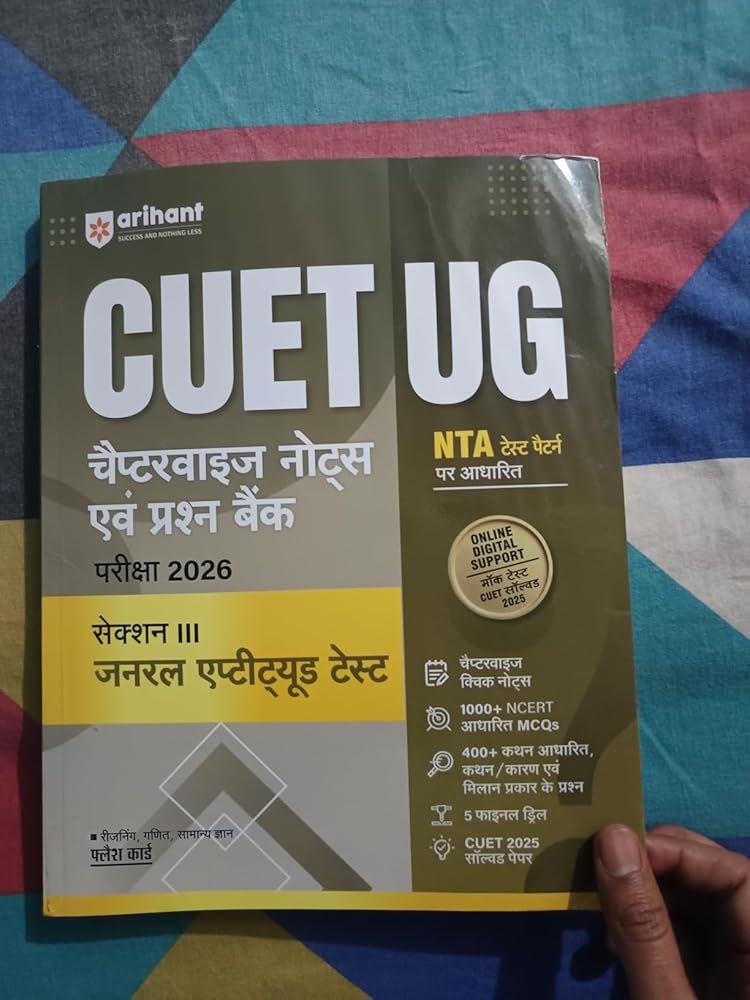 arihant
SUCCESS AND NOTHING LESS
CUET UG
चैप्टरवाइज नोट्स
एवं प्रश्न बैंक
परीक्षा 2026
सेक्शन III
जनरल एप्टीट्यूड टेस्ट
NTA टेस्ट पैटर्न
पर आधारित
ONLINE
DIGITAL
SUPPORT
मॉक टेस्ट
CUET सॉल्वड
2025
चैप्टरवाइज
क्विक नोट्स
1000+ NCERT
आधारित MCQs
400+ कथन आधारित,
कथन/कारण एवं
मिलान प्रकार के प्रश्न
5 फाइनल ड्रिल
CUET 2025
सॉल्वड पेपर
▪ रीजनिंग, गणित, सामान्य ज्ञान
फ्लैश कार्ड